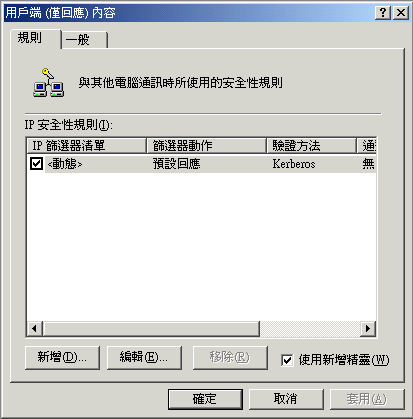 用戶端 (僅回應) 內容
規則 一般
與其他電腦通訊時所使用的安全性規則
IP 安全性規則(I):
IP 篩選器清單 篩選器動作 驗證方法 通
<動態> 預設回應 Kerberos 無
新增(D)... 編輯(E)... 移除(R) 使用新增精靈(W)
確定 取消 套用(A)